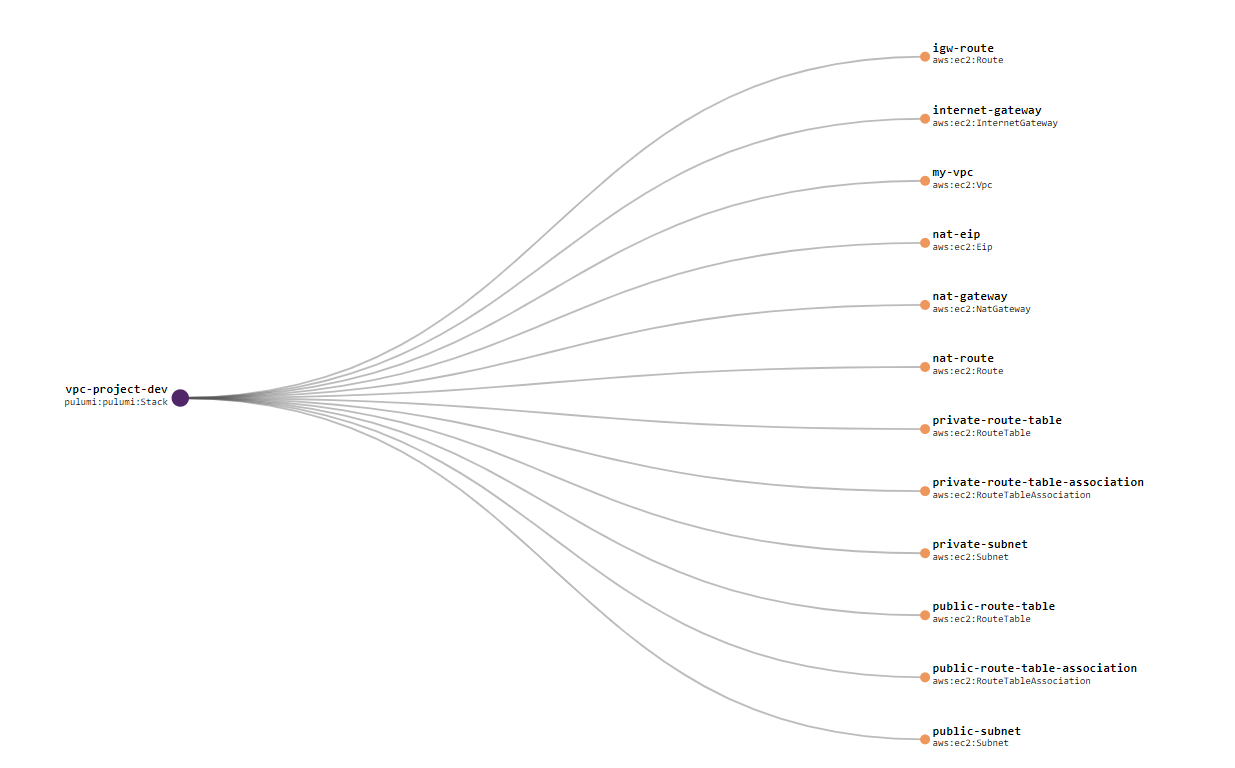 igw-route
aws:ec2:Route
internet-gateway
aws:ec2:InternetGateway
my-vpc
aws:ec2:Vpc
nat-eip
aws:ec2:Eip
nat-gateway
aws:ec2:NatGateway
nat-route
aws:ec2:Route
vpc-project-dev
pulumi:pulumi:Stack
private-route-table
aws:ec2:RouteTable
private-route-table-association
aws:ec2:RouteTableAssociation
private-subnet
aws:ec2:Subnet
public-route-table
aws:ec2:RouteTable
public-route-table-association
aws:ec2:RouteTableAssociation
public-subnet
aws:ec2:Subnet